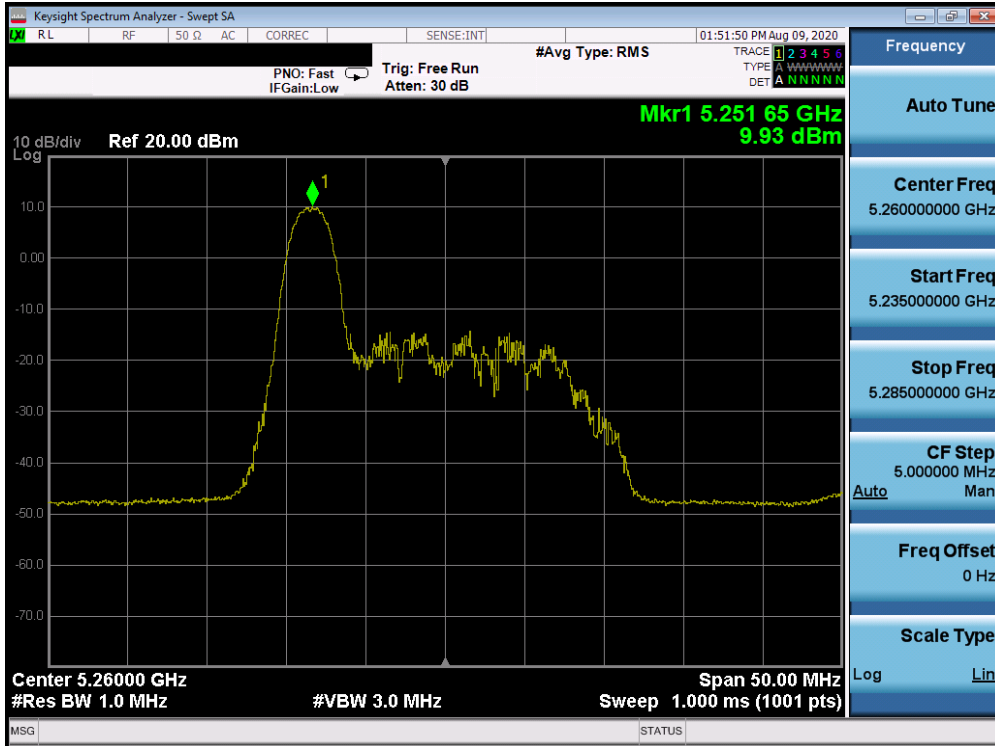 Keysight Spectrum Analyzer - Swept SA
LXI RL RF 50 Ω AC CORREC SENSE:INT 01:51:50 PM Aug 09, 2020
#Avg Type: RMS
TRACE 1 2 3 4 5 6
PNO: Fast Trig: Free Run
TYPE A WWWWW
IFGain:Low Atten: 30 dB
DET A N N N N N
Mkr1 5.251 65 GHz
9.93 dBm
10 dB/div Ref 20.00 dBm
Log
1
10.0
0.00
-10.0
-20.0
-30.0
-40.0
-50.0
-60.0
-70.0
Center 5.26000 GHz Span 50.00 MHz
#Res BW 1.0 MHz #VBW 3.0 MHz Sweep 1.000 ms (1001 pts)
MSG STATUS
Frequency
Auto Tune
Center Freq
5.260000000 GHz
Start Freq
5.235000000 GHz
Stop Freq
5.285000000 GHz
CF Step
5.000000 MHz
Auto Man
Freq Offset
0 Hz
Scale Type
Log Lin